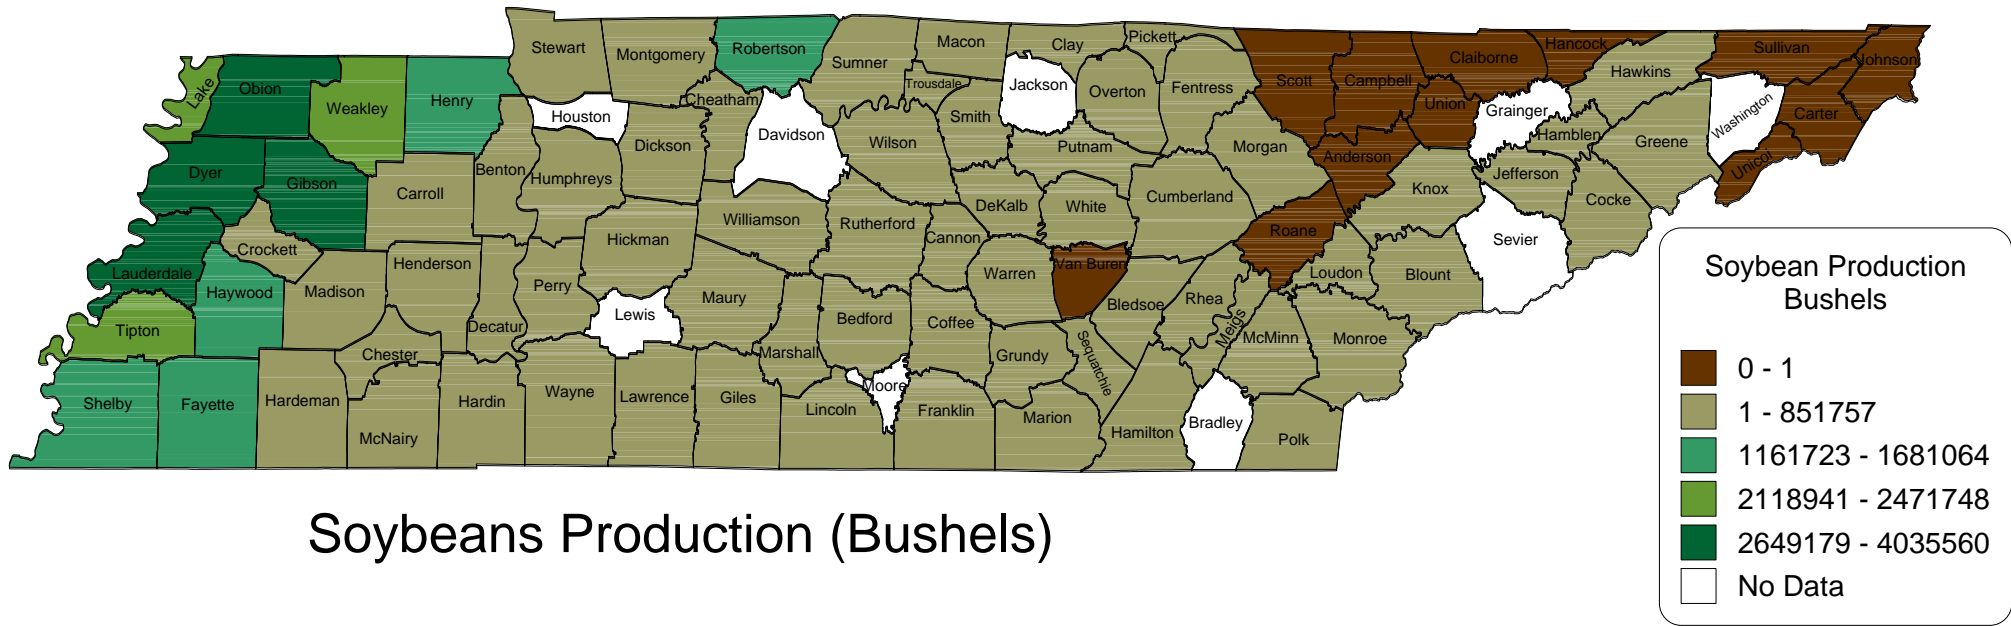 Stewart
Montgomery
Robertson
Sumner
Macon
Clay
Pickett
Scott
Campbell
Claiborne
Hancock
Hawkins
Sullivan
Johnson
Lake
Obion
Weakley
Henry
Houston
Cheatham
Davidson
Trousdale
Smith
Jackson
Overton
Fentress
Union
Grainger
Hamblen
Greene
Washington
Carter
Unicoi
Dyer
Gibson
Carroll
Benton
Humphreys
Dickson
Wilson
Putnam
Morgan
Anderson
Knox
Jefferson
Cocke
Crockett
Williamson
Rutherford
DeKalb
White
Cumberland
Roane
Sevier
Lauderdale
Haywood
Madison
Henderson
Decatur
Perry
Hickman
Lewis
Maury
Cannon
Warren
Van Buren
Bledsoe
Rhea
Meigs
Loudon
Blount
Tipton
Chester
Marshall
Bedford
Coffee
Grundy
Sequatchie
McMinn
Monroe
Shelby
Fayette
Hardeman
McNairy
Hardin
Wayne
Lawrence
Giles
Lincoln
Moore
Franklin
Marion
Hamilton
Bradley
Polk
Soybean Production
Bushels
0 - 1
1 - 851757
1161723 - 1681064
2118941 - 2471748
2649179 - 4035560
No Data
Soybeans Production (Bushels)